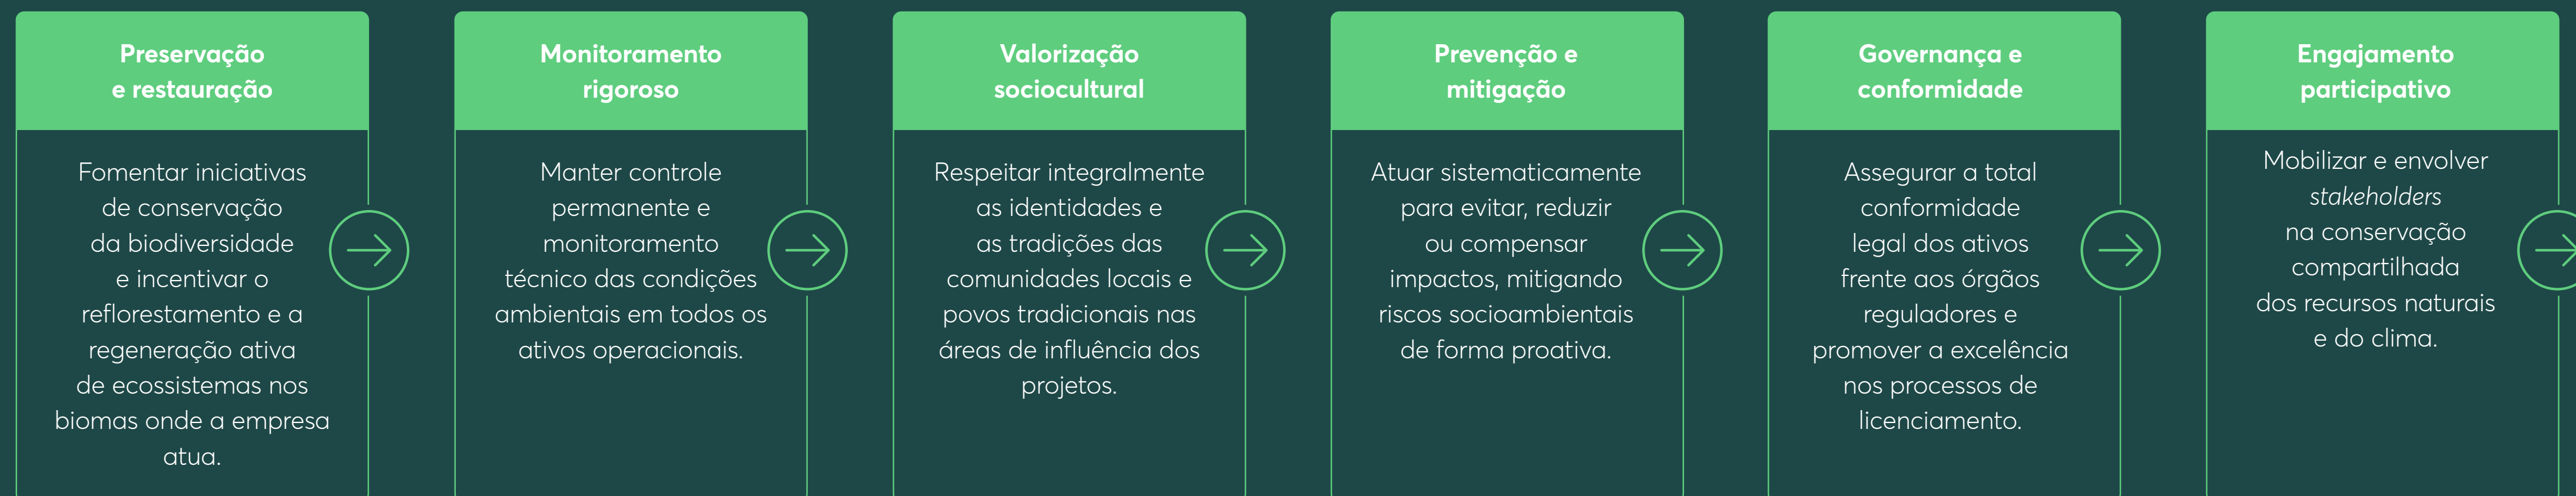 Preservação
e restauração
Fomentar iniciativas
de conservação
da biodiversidade
e incentivar o
reflorestamento e a
regeneração ativa
de ecossistemas nos
biomas onde a empresa
atua.
Monitoramento
rigoroso
Manter controle
permanente e
monitoramento
técnico das condições
ambientais em todos os
ativos operacionais.
Valorização
sociocultural
Respeitar integralmente
as identidades e
as tradições das
comunidades locais e
povos tradicionais nas
áreas de influência dos
projetos.
Prevenção e
mitigação
Atuar sistematicamente
para evitar, reduzir
ou compensar
impactos, mitigando
riscos socioambientais
de forma proativa.
Governança e
conformidade
Assegurar a total
conformidade
legal dos ativos
frente aos órgãos
reguladores e
promover a excelência
nos processos de
licenciamento.
Engajamento
participativo
Mobilizar e envolver
stakeholders
na conservação
compartilhada
dos recursos naturais
e do clima.